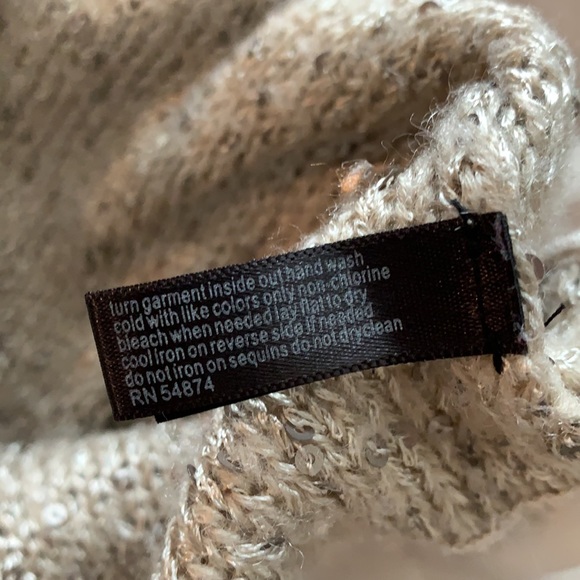 turn garment inside out hand wash
cold with like colors only non-chlorine
bleach when needed lay flat to dry
cool iron on reverse side if needed
do not iron on sequins do not dryclean
RN 54874